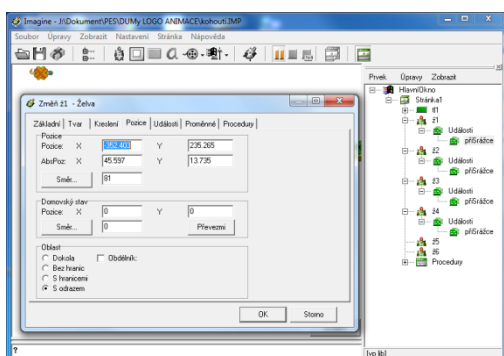 Imagine - J:\Dokument\PES\DUMy LOGO ANIMACE\kohouti.IMP
Soubor Úpravy Zobrazit Nastavení Stránka Nápověda
Prvek Úpravy Zobrazit
HlavníOkno
Stránka1
tl1
ž1
Události
přiSrážce
ž2
Události
přiSrážce
ž3
Události
přiSrážce
ž4
Události
přiSrážce
ž5
ž6
Procedury
Změň ž1 - Želva
Základní Tvar Kreslení Pozice Události Proměnné Procedury
Pozice
Pozice: X -352.403 Y 235.265
AbsPoz: X 45.597 Y 13.735
Směr... 81
Domovský stav
Pozice: X 0 Y 0
Směr... 0 Převezmi
Oblast
Dokola Obdélník:
Bez hranic
S hranicemi
S odrazem
OK Storno
?